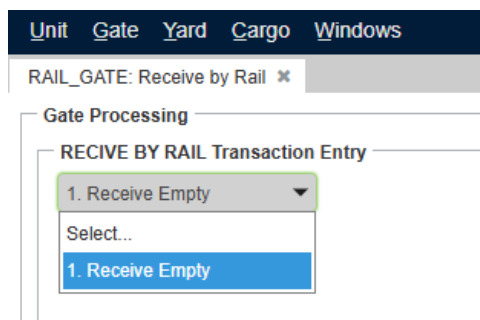 Unit Gate Yard Cargo Windows
RAIL_GATE: Receive by Rail ×
Gate Processing
RECIVE BY RAIL Transaction Entry
1. Receive Empty
Select...
1. Receive Empty